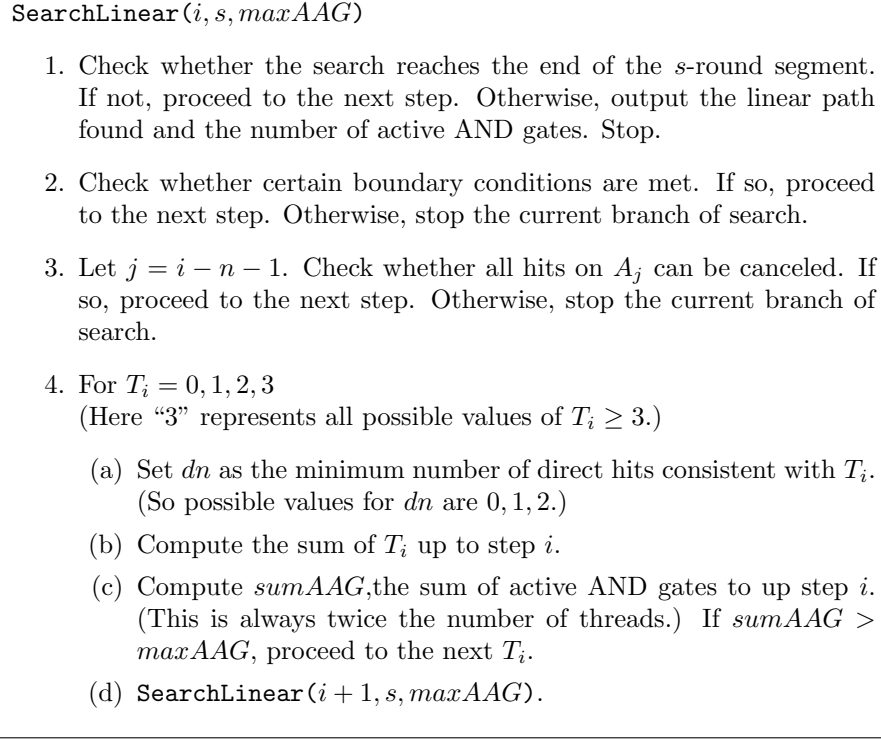 SearchLinear(i, s, maxAAG)
1. Check whether the search reaches the end of the s-round segment.
If not, proceed to the next step. Otherwise, output the linear path
found and the number of active AND gates. Stop.
2. Check whether certain boundary conditions are met. If so, proceed
to the next step. Otherwise, stop the current branch of search.
3. Let j = i − n − 1. Check whether all hits on A_j can be canceled. If
so, proceed to the next step. Otherwise, stop the current branch of
search.
4. For T_i = 0, 1, 2, 3
(Here “3” represents all possible values of T_i ≥ 3.)
(a) Set dn as the minimum number of direct hits consistent with T_i.
(So possible values for dn are 0, 1, 2.)
(b) Compute the sum of T_i up to step i.
(c) Compute sumAAG,the sum of active AND gates to up step i.
(This is always twice the number of threads.) If sumAAG >
maxAAG, proceed to the next T_i.
(d) SearchLinear(i + 1, s, maxAAG).